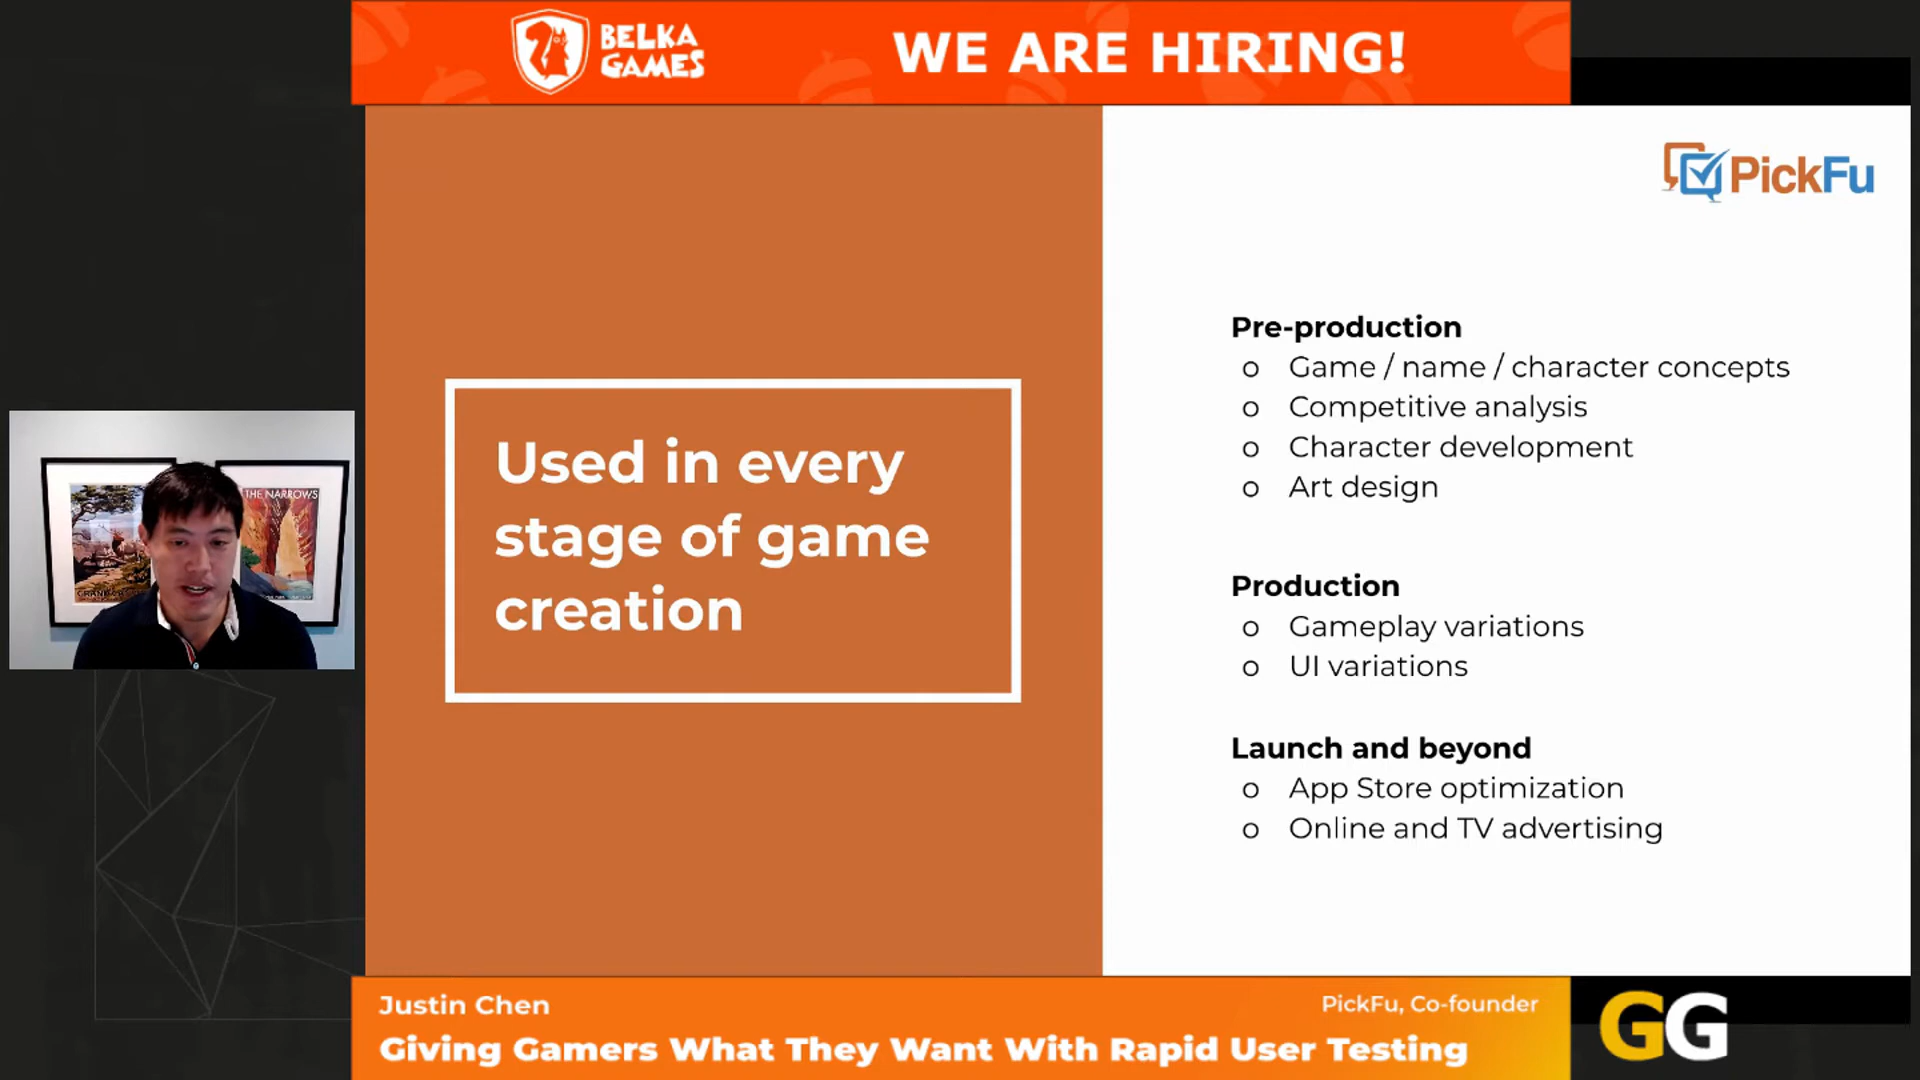 BELKA
GAMES
WE ARE HIRING!
PickFu
Used in every
stage of game
creation
Pre-production
o Game / name / character concepts
o Competitive analysis
o Character development
o Art design
Production
o Gameplay variations
o UI variations
Launch and beyond
o App Store optimization
o Online and TV advertising
THE NARROWS
Justin Chen
PickFu, Co-founder
Giving Gamers What They Want With Rapid User Testing
GG